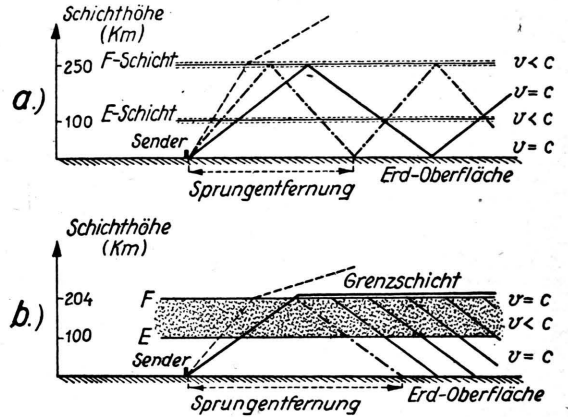 Schichthöhe
(Km)
F-Schicht
250
v < c
a.)
v = c
E-Schicht
100
v < c
Sender
v = c
Sprungentfernung
Erd-Oberfläche
Schichthöhe
(Km)
Grenzschicht
204
F
v = c
b.)
v < c
100
E
Sender
v = c
Sprungentfernung
Erd-Oberfläche